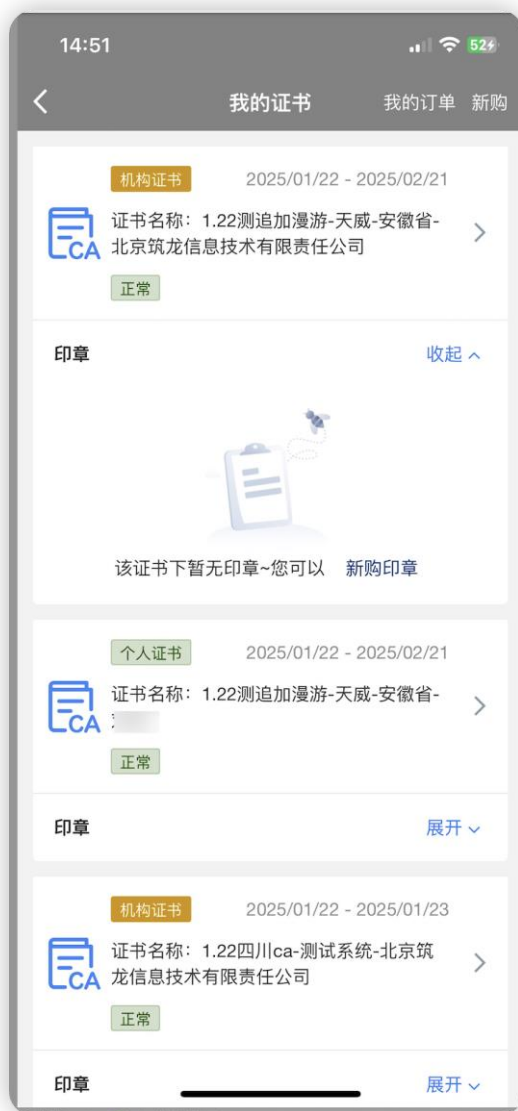 14:51
52
我的证书
我的订单 新购
机构证书 2025/01/22 - 2025/02/21
证书名称：1.22测追加漫游-天威-安徽省-
北京筑龙信息技术有限责任公司
CA
正常
印章 收起
该证书下暂无印章~您可以 新购印章
个人证书 2025/01/22 - 2025/02/21
证书名称：1.22测追加漫游-天威-安徽省-
CA
正常
印章 展开
机构证书 2025/01/22 - 2025/01/23
证书名称：1.22四川ca-测试系统-北京筑
龙信息技术有限责任公司
CA
正常
印章 展开